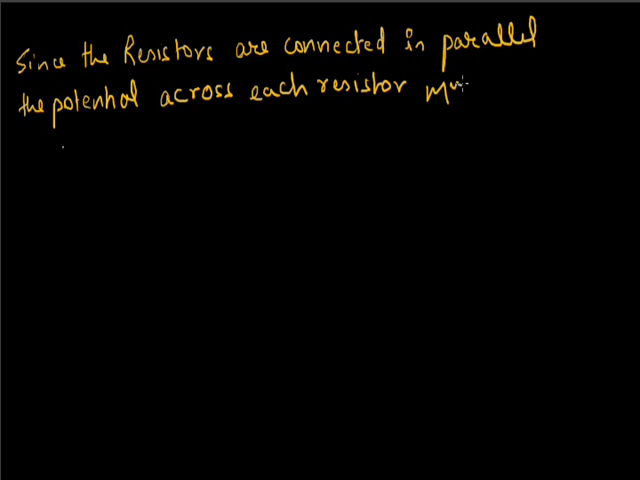 Since the Resistors are connected in parallel
the potential across each resistor